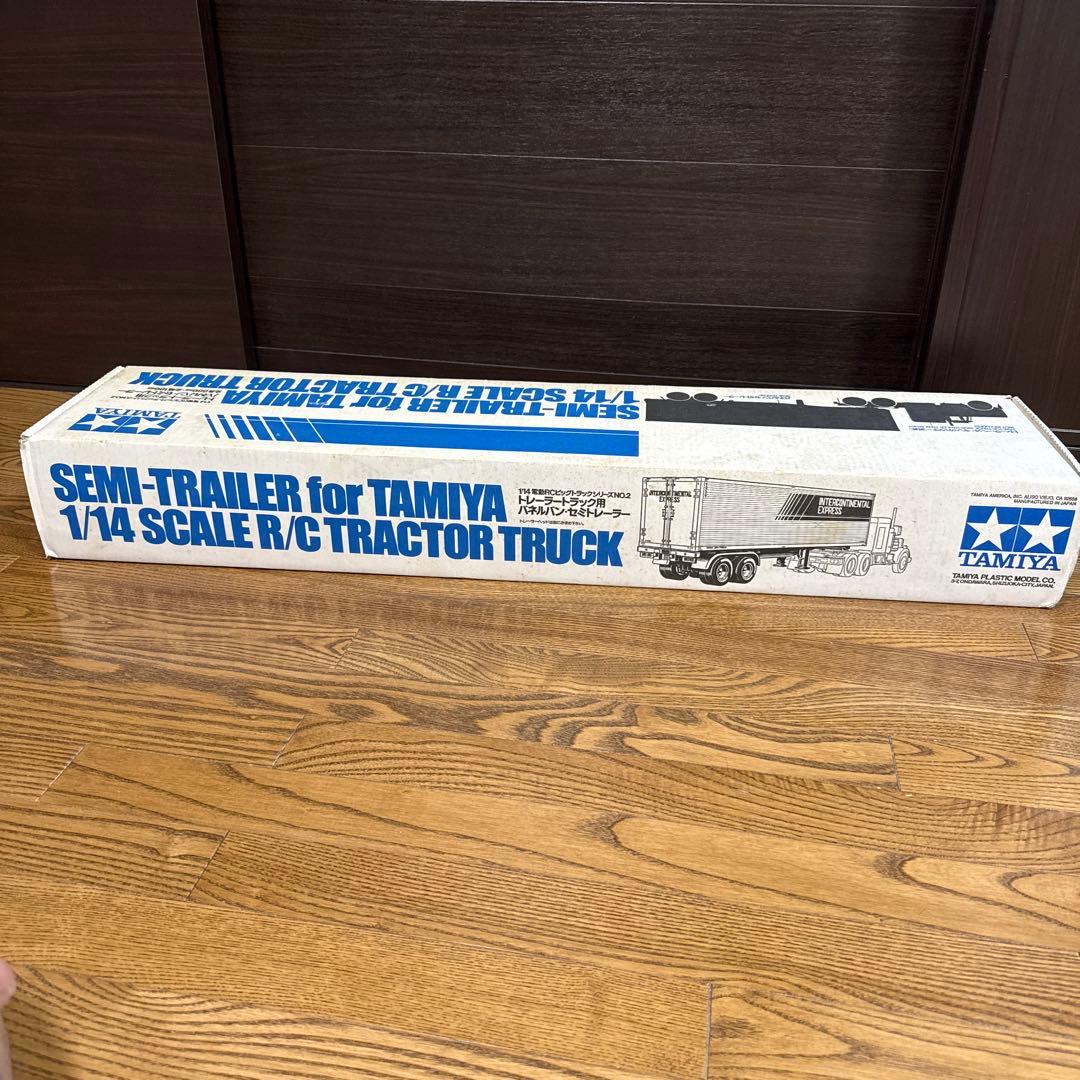 SEMI-TRAILER for TAMIYA
1/14 SCALE R/C TRACTOR TRUCK
TAMIYA
SEMI-TRAILER for TAMIYA
1/14 SCALE R/C TRACTOR TRUCK
1/14 電動RCビッグトラックシリーズNO.2
トレーラートラック用
パネルバン・セミトレーラー
INTERCONTINENTAL
EXPRESS
INTERCONTINENTAL
EXPRESS
TAMIYA AMERICA, INC. ALISO VIEJO, CA 92656
MANUFACTURED IN JAPAN
TAMIYA
TAMIYA PLASTIC MODEL CO.
3-7, ONDAWARA, SHIZUOKA-CITY, JAPAN.